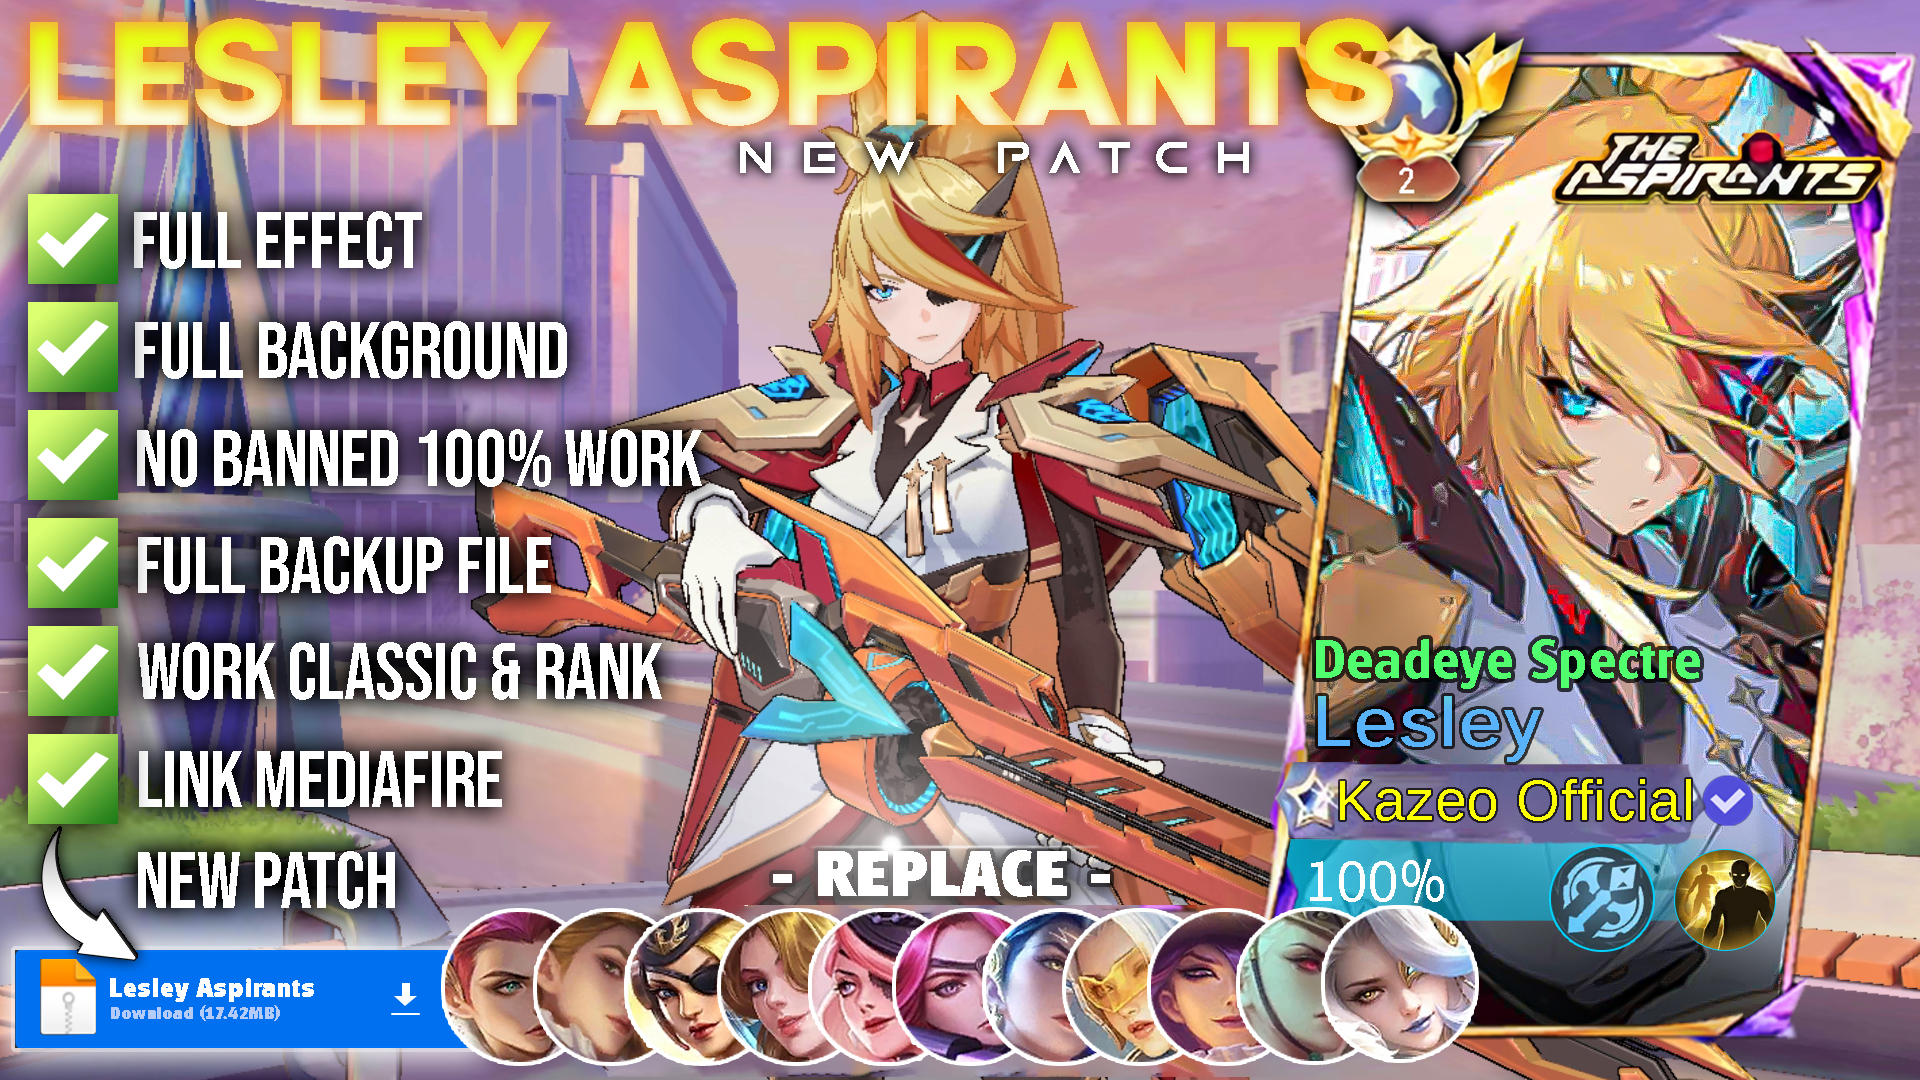 LESLEY ASPIRANTS
NEW PATCH
FULL EFFECT
FULL BACKGROUND
NO BANNED 100% WORK
FULL BACKUP FILE
WORK CLASSIC & RANK
LINK MEDIAFIRE
NEW PATCH
Lesley Aspirants
Download (17.42MB)
- REPLACE -
2
THE
ASPIRANTS
Deadeye Spectre
Lesley
Kazeo Official
100%